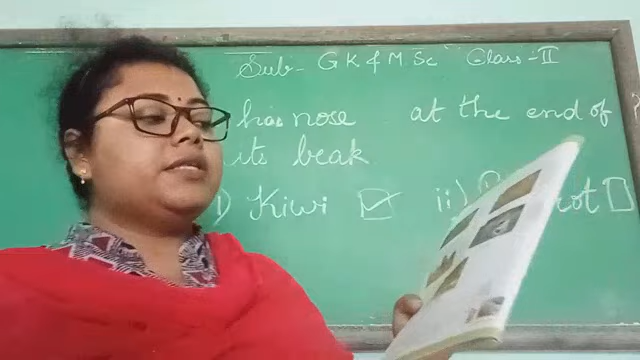 Sub- G K & M Sc Class-II
has nose at the end of
its beak
i) Kiwi ii)